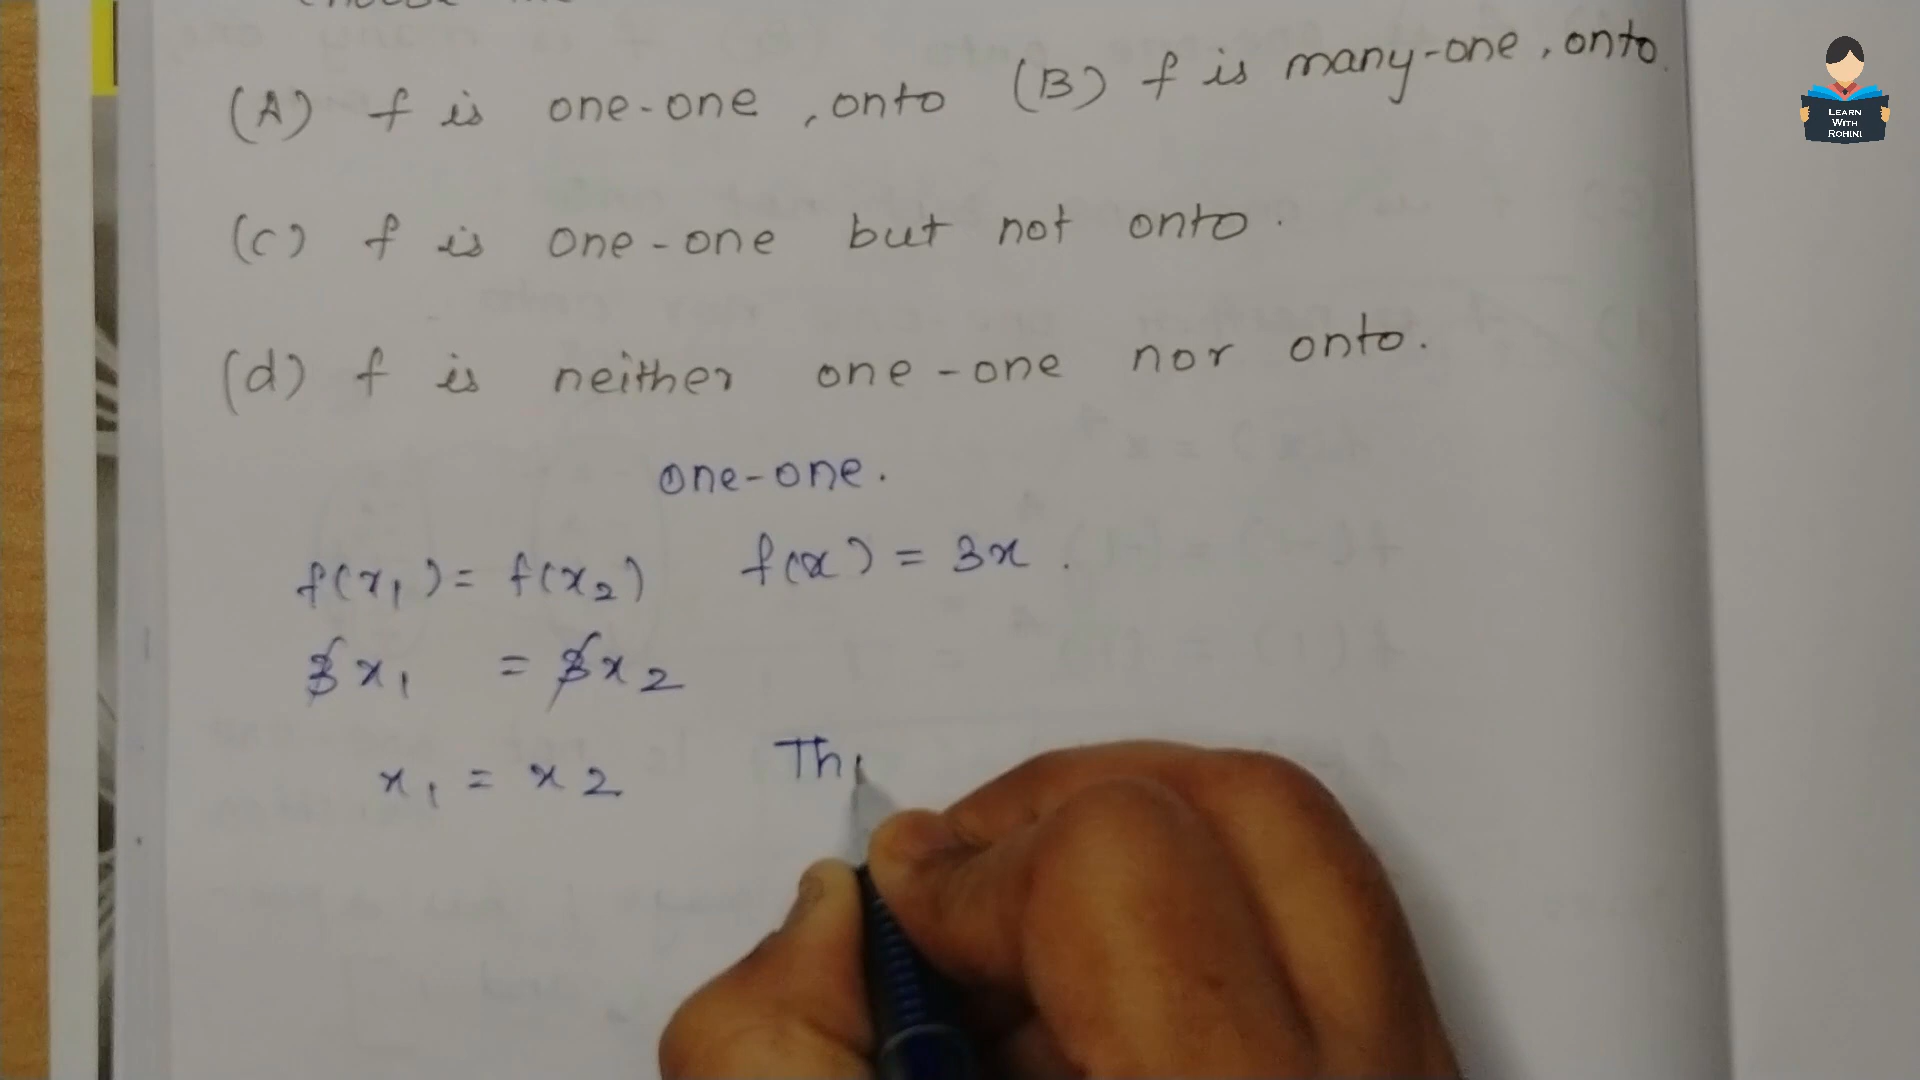 (A) f is one-one , onto (B) f is many-one , onto.
(C) f is one-one but not onto.
(d) f is neither one-one nor onto.
one-one.
f(x₁) = f(x₂) f(x) = 3x .
3x₁ = 3x₂
x₁ = x₂ Thi
LEARN
WITH
ROHINI